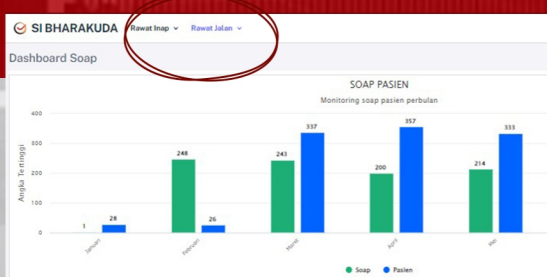 SI BHARAKUDA Rawat Inap Rawat Jalan
Dashboard Soap
SOAP PASIEN
Monitoring soap pasien perbulan
Angka Tertinggi
400
300
200
100
0
1 28
248 26
243 337
200 357
214 333
Januari Februari Maret April Mei
Soap Pasien